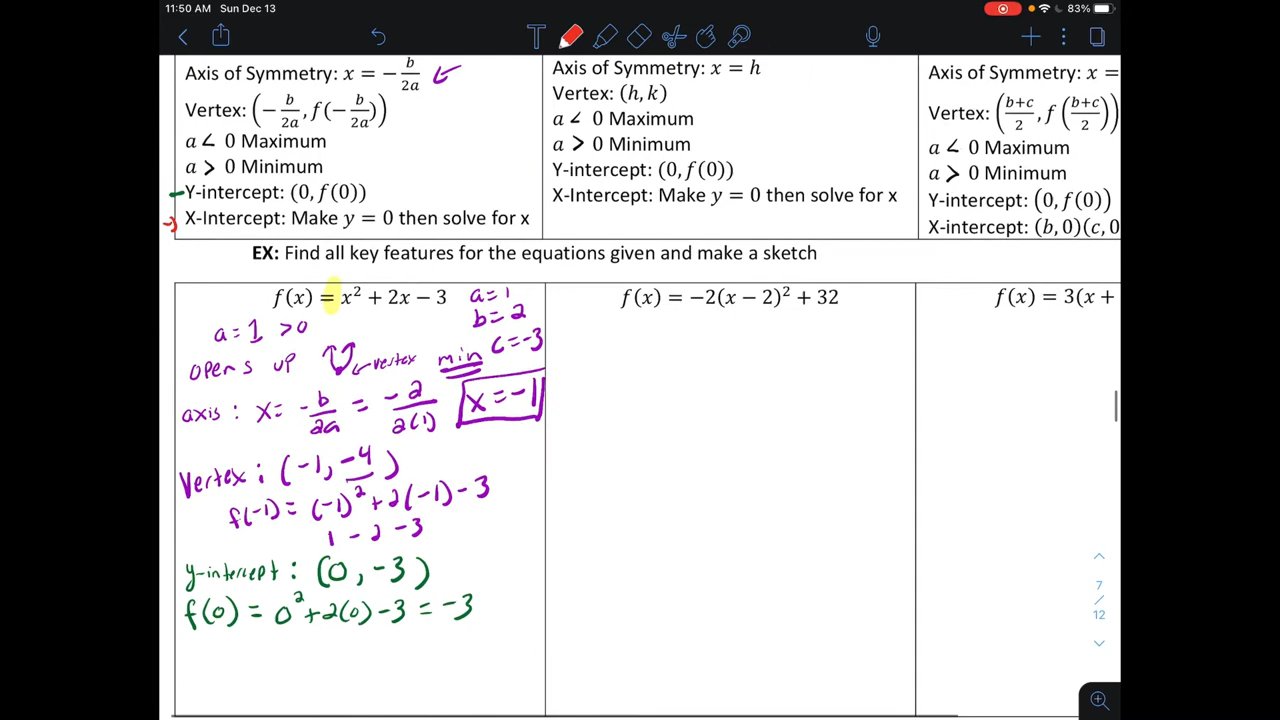 11:50 AM Sun Dec 13
83%
Axis of Symmetry: x = − b/2a
Vertex: (− b/2a, f(− b/2a))
a < 0 Maximum
a > 0 Minimum
Y-intercept: (0, f(0))
X-Intercept: Make y = 0 then solve for x
Axis of Symmetry: x = h
Vertex: (h, k)
a < 0 Maximum
a > 0 Minimum
Y-intercept: (0, f(0))
X-Intercept: Make y = 0 then solve for x
Axis of Symmetry: x =
Vertex: (b+c/2, f(b+c/2))
a < 0 Maximum
a > 0 Minimum
Y-intercept: (0, f(0))
X-intercept: (b, 0)(c, 0
EX: Find all key features for the equations given and make a sketch
f(x) = x² + 2x − 3
a = 1
b = 2
c = -3
a = 1 > 0
opens up
vertex min
axis : x = -b/2a = -2/2(1) x = -1
Vertex : (-1, -4)
f(-1) = (-1)² + 2(-1) - 3
1 - 2 - 3
y-intercept : (0, -3)
f(0) = 0² + 2(0) - 3 = -3
f(x) = −2(x − 2)² + 32
f(x) = 3(x +
7
/
12